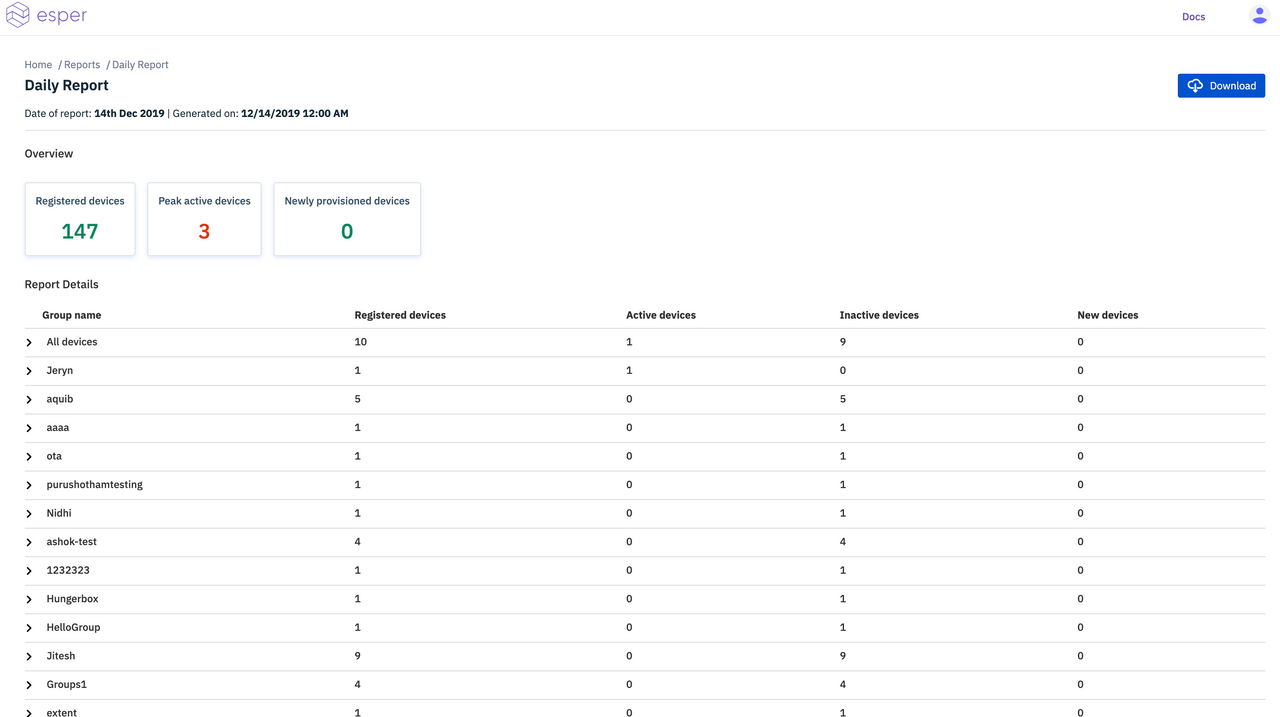 esper
Docs
Home / Reports / Daily Report
Daily Report
Download
Date of report: 14th Dec 2019 | Generated on: 12/14/2019 12:00 AM
Overview
Registered devices Peak active devices Newly provisioned devices
147 3 0
Report Details
Group name Registered devices Active devices Inactive devices New devices
All devices 10 1 9 0
Jeryn 1 1 0 0
aquib 5 0 5 0
aaaa 1 0 1 0
ota 1 0 1 0
purushothamtesting 1 0 1 0
Nidhi 1 0 1 0
ashok-test 4 0 4 0
1232323 1 0 1 0
Hungerbox 1 0 1 0
HelloGroup 1 0 1 0
Jitesh 9 0 9 0
Groups1 4 0 4 0
extent 1 0 1 0